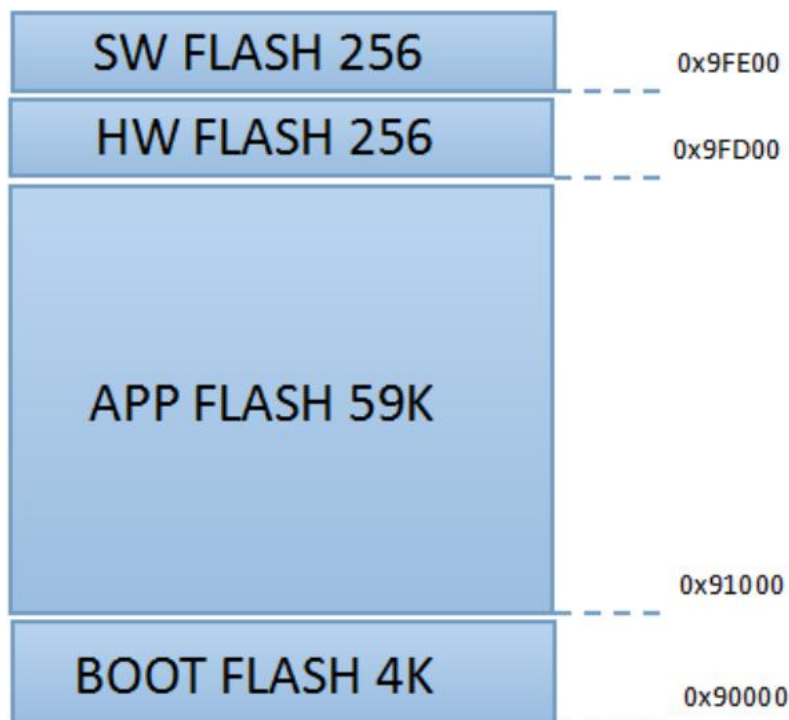 SW FLASH 256
0x9FE00
HW FLASH 256
0x9FD00
APP FLASH 59K
0x91000
BOOT FLASH 4K
0x90000